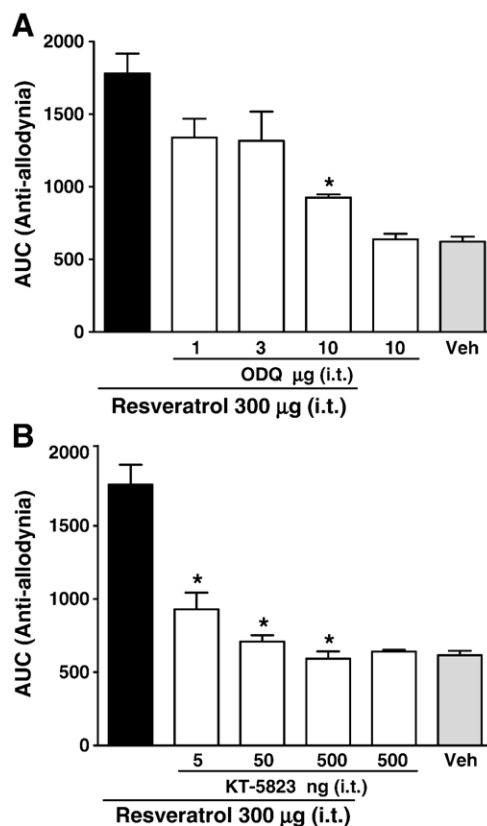 A
2000
1500
1000
500
0
AUC (Anti-allodynia)
*
1 3 10 10 Veh
ODQ μg (i.t.)
Resveratrol 300 μg (i.t.)
B
2000
1500
1000
500
0
AUC (Anti-allodynia)
* * *
5 50 500 500 Veh
KT-5823 ng (i.t.)
Resveratrol 300 μg (i.t.)